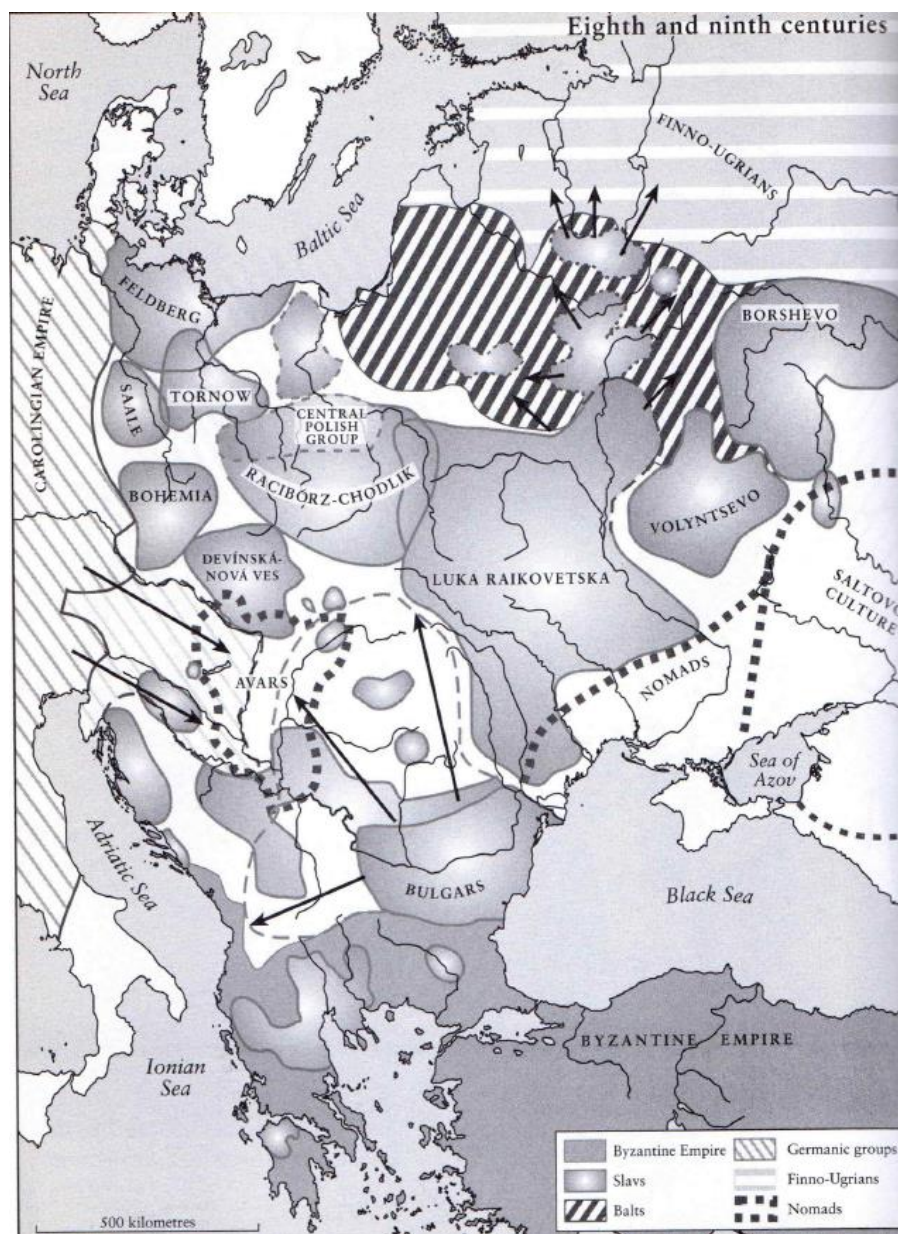 Eighth and ninth centuries
North
Sea
FINNO-UGRIANS
Baltic Sea
CAROLINGIAN EMPIRE
FELDBERG
BORSHEVO
SAALE
TORNOW
CENTRAL
POLISH
GROUP
RACIBÓRZ-CHODLIK
BOHEMIA
VOLYNTSEVO
DEVÍNSKÁ-
NOVÁ VES
LUKA RAIKOVETSKA
SALTOVO
CULTURE
AVARS
NOMADS
Sea of
Azov
Adriatic Sea
BULGARS
Black Sea
Ionian
Sea
BYZANTINE EMPIRE
Byzantine Empire
Slavs
Balts
Germanic groups
Finno-Ugrians
Nomads
500 kilometres